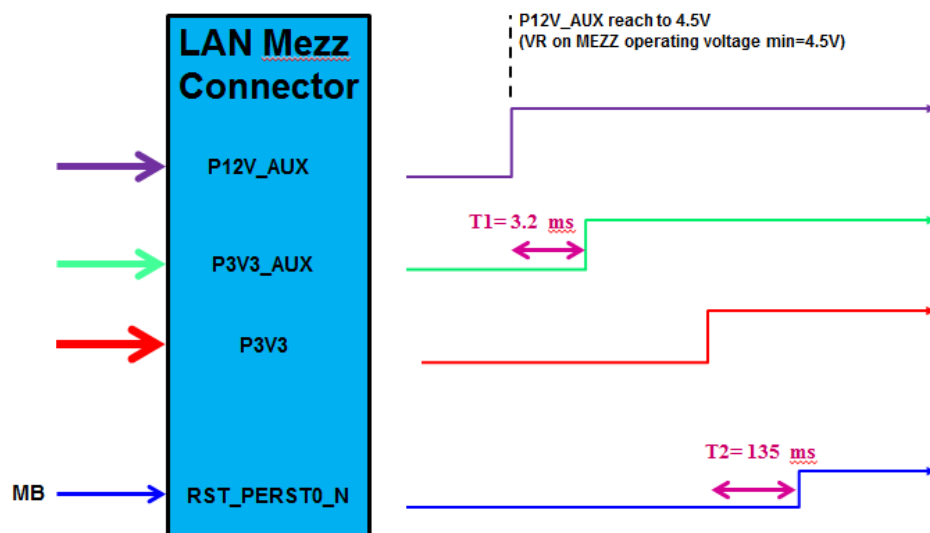 LAN Mezz
Connector
P12V_AUX
P3V3_AUX
P3V3
MB
RST_PERST0_N
P12V_AUX reach to 4.5V
(VR on MEZZ operating voltage min=4.5V)
T1= 3.2 ms
T2= 135 ms